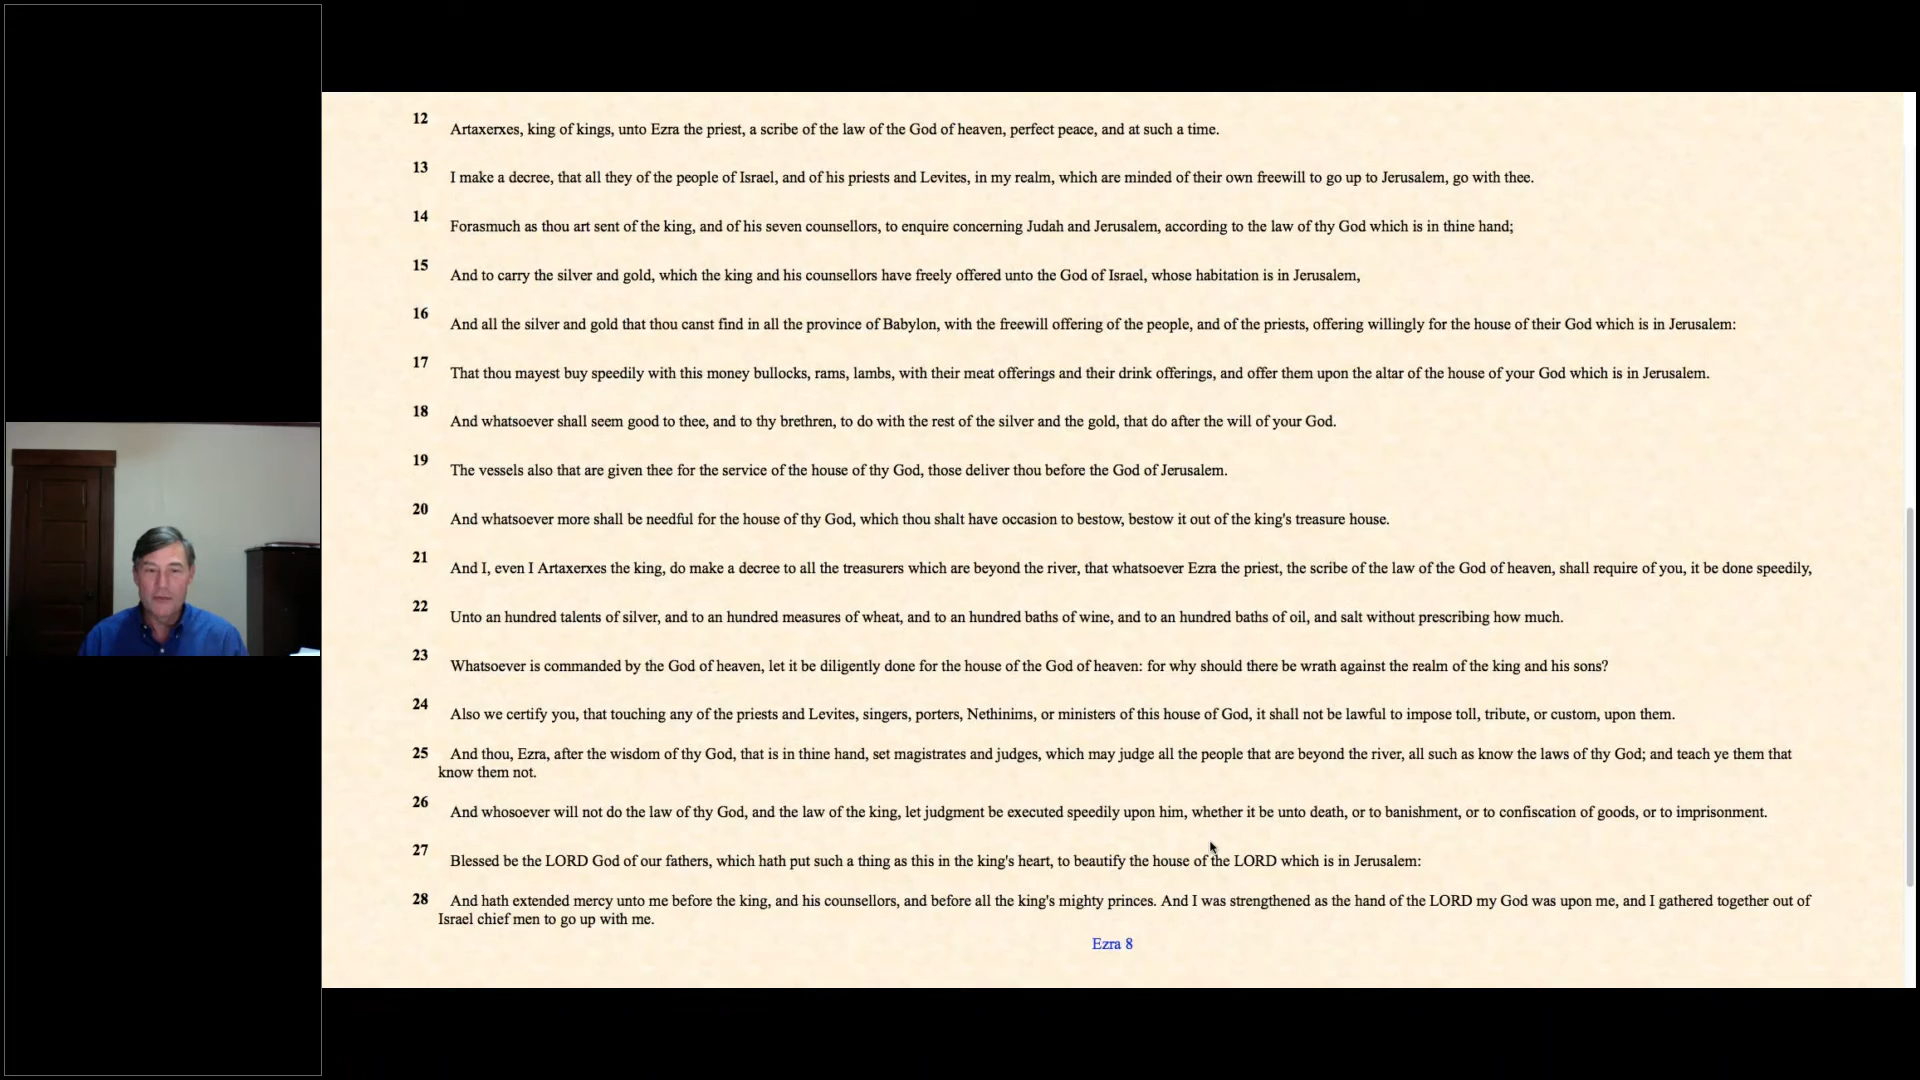 12 Artaxerxes, king of kings, unto Ezra the priest, a scribe of the law of the God of heaven, perfect peace, and at such a time.
13 I make a decree, that all they of the people of Israel, and of his priests and Levites, in my realm, which are minded of their own freewill to go up to Jerusalem, go with thee.
14 Forasmuch as thou art sent of the king, and of his seven counsellors, to enquire concerning Judah and Jerusalem, according to the law of thy God which is in thine hand;
15 And to carry the silver and gold, which the king and his counsellors have freely offered unto the God of Israel, whose habitation is in Jerusalem,
16 And all the silver and gold that thou canst find in all the province of Babylon, with the freewill offering of the people, and of the priests, offering willingly for the house of their God which is in Jerusalem:
17 That thou mayest buy speedily with this money bullocks, rams, lambs, with their meat offerings and their drink offerings, and offer them upon the altar of the house of your God which is in Jerusalem.
18 And whatsoever shall seem good to thee, and to thy brethren, to do with the rest of the silver and the gold, that do after the will of your God.
19 The vessels also that are given thee for the service of the house of thy God, those deliver thou before the God of Jerusalem.
20 And whatsoever more shall be needful for the house of thy God, which thou shalt have occasion to bestow, bestow it out of the king's treasure house.
21 And I, even I Artaxerxes the king, do make a decree to all the treasurers which are beyond the river, that whatsoever Ezra the priest, the scribe of the law of the God of heaven, shall require of you, it be done speedily,
22 Unto an hundred talents of silver, and to an hundred measures of wheat, and to an hundred baths of wine, and to an hundred baths of oil, and salt without prescribing how much.
23 Whatsoever is commanded by the God of heaven, let it be diligently done for the house of the God of heaven: for why should there be wrath against the realm of the king and his sons?
24 Also we certify you, that touching any of the priests and Levites, singers, porters, Nethinims, or ministers of this house of God, it shall not be lawful to impose toll, tribute, or custom, upon them.
25 And thou, Ezra, after the wisdom of thy God, that is in thine hand, set magistrates and judges, which may judge all the people that are beyond the river, all such as know the laws of thy God; and teach ye them that
know them not.
26 And whosoever will not do the law of thy God, and the law of the king, let judgment be executed speedily upon him, whether it be unto death, or to banishment, or to confiscation of goods, or to imprisonment.
27 Blessed be the LORD God of our fathers, which hath put such a thing as this in the king's heart, to beautify the house of the LORD which is in Jerusalem:
28 And hath extended mercy unto me before the king, and his counsellors, and before all the king's mighty princes. And I was strengthened as the hand of the LORD my God was upon me, and I gathered together out of
Israel chief men to go up with me.
Ezra 8